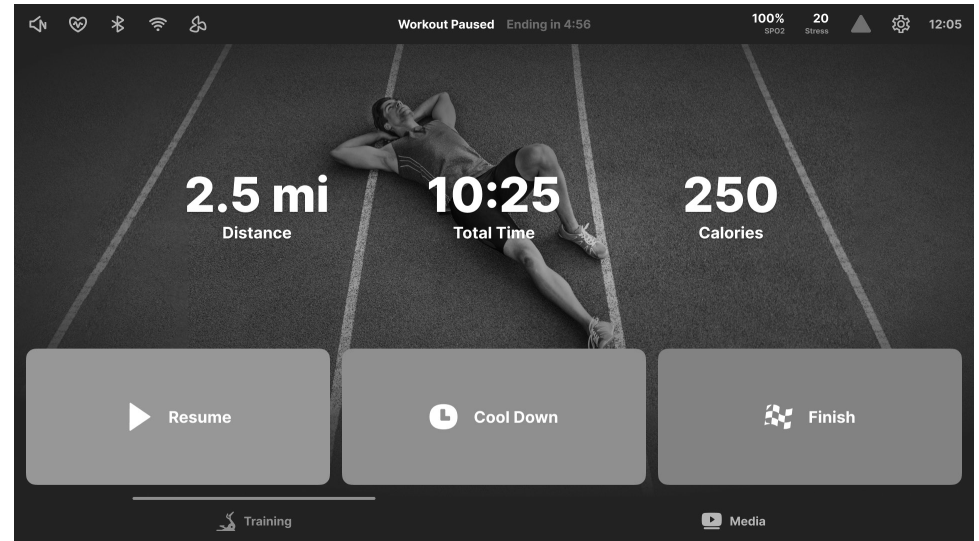 Workout Paused Ending in 4:56
100% SPO2
20 Stress
12:05
2.5 mi
Distance
10:25
Total Time
250
Calories
Resume
Cool Down
Finish
Training
Media